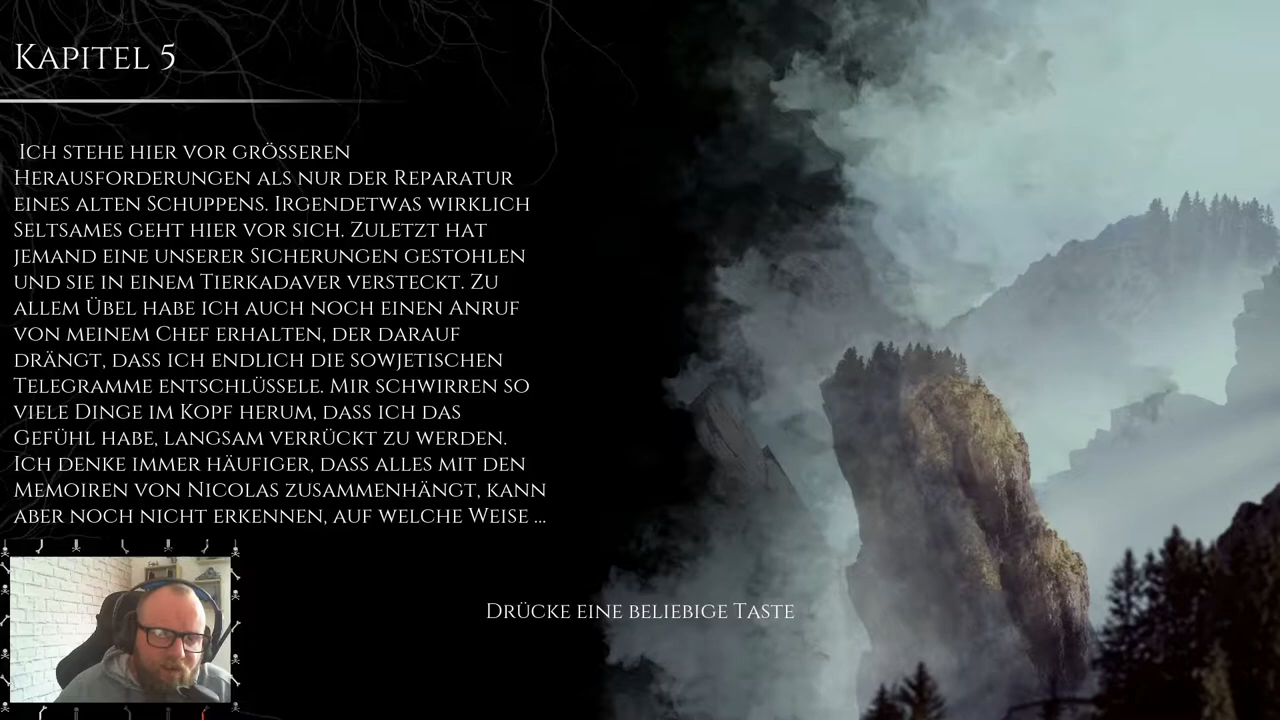 Kapitel 5
Ich stehe hier vor grösseren
Herausforderungen als nur der Reparatur
eines alten Schuppens. Irgendetwas wirklich
Seltsames geht hier vor sich. Zuletzt hat
jemand eine unserer Sicherungen gestohlen
und sie in einem Tierkadaver versteckt. Zu
allem Übel habe ich auch noch einen Anruf
von meinem Chef erhalten, der darauf
drängt, dass ich endlich die sowjetischen
Telegramme entschlüssele. Mir schwirren so
viele Dinge im Kopf herum, dass ich das
Gefühl habe, langsam verrückt zu werden.
Ich denke immer häufiger, dass alles mit den
Memoiren von Nicolas zusammenhängt, kann
aber noch nicht erkennen, auf welche Weise ...
Drücke eine beliebige Taste